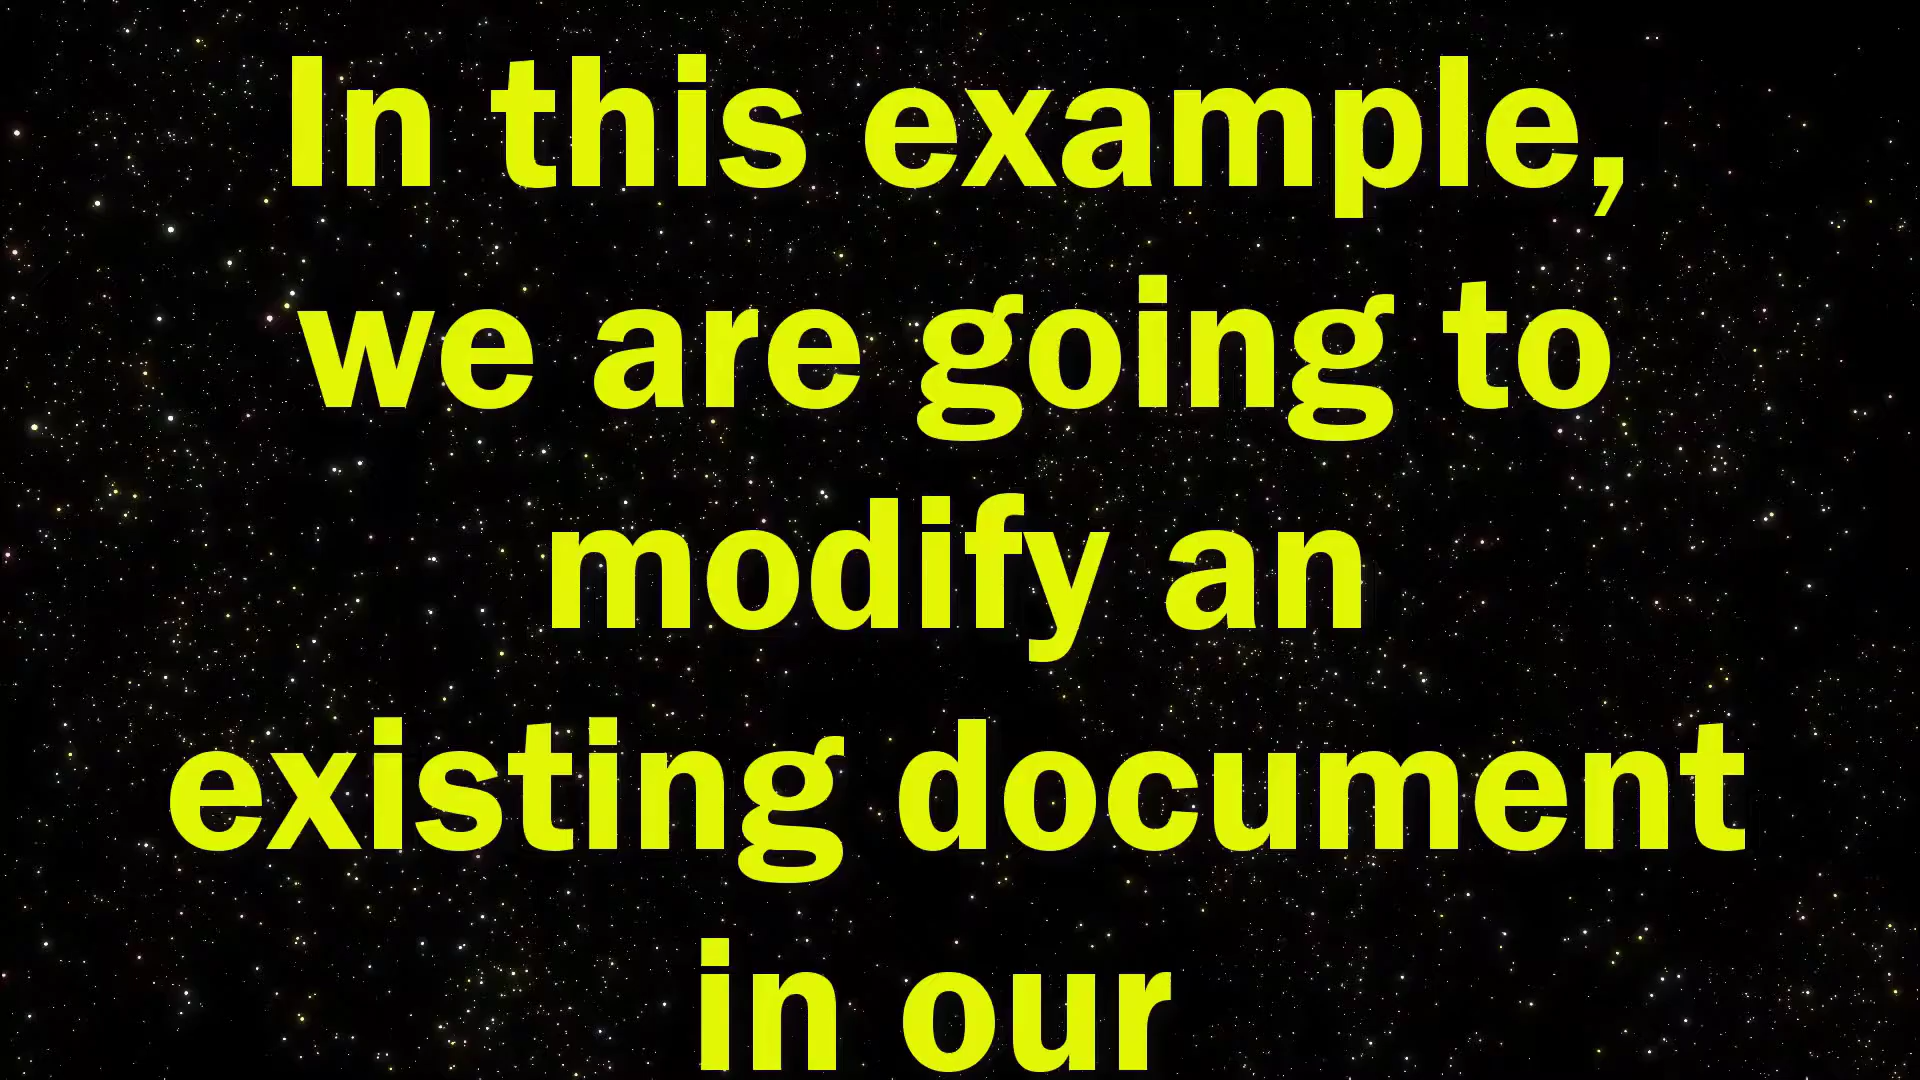 In this example,
we are going to
modify an
existing document
in our